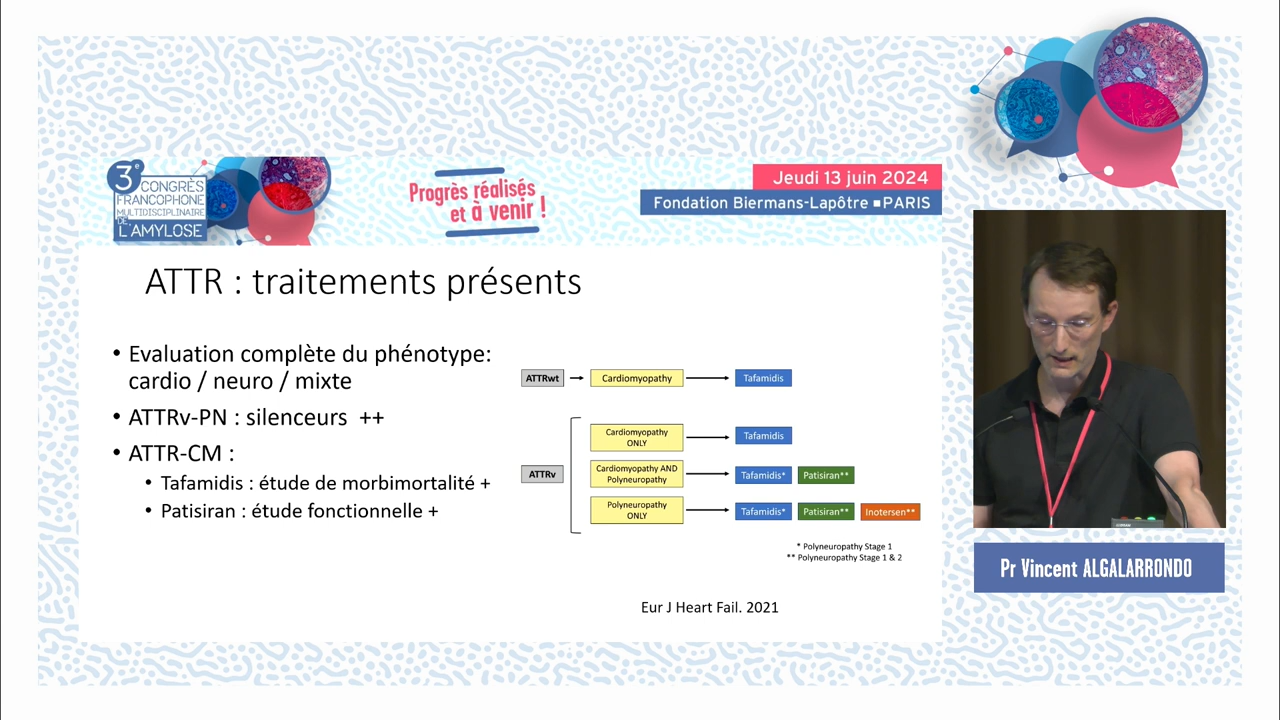 3e
CONGRÈS
FRANCOPHONE
MULTIDISCIPLINAIRE
DE
L'AMYLOSE
Progrès réalisés
et à venir !
Jeudi 13 juin 2024
Fondation Biermans-Lapôtre ■ PARIS
ATTR : traitements présents
• Evaluation complète du phénotype:
cardio / neuro / mixte
• ATTRv-PN : silenceurs ++
• ATTR-CM :
• Tafamidis : étude de morbimortalité +
• Patisiran : étude fonctionnelle +
ATTRwt
Cardiomyopathy
Tafamidis
ATTRv
Cardiomyopathy
ONLY
Tafamidis
Cardiomyopathy AND
Polyneuropathy
Tafamidis*
Patisiran**
Polyneuropathy
ONLY
Tafamidis*
Patisiran**
Inotersen**
* Polyneuropathy Stage 1
** Polyneuropathy Stage 1 & 2
Eur J Heart Fail. 2021
Pr Vincent ALGALARRONDO